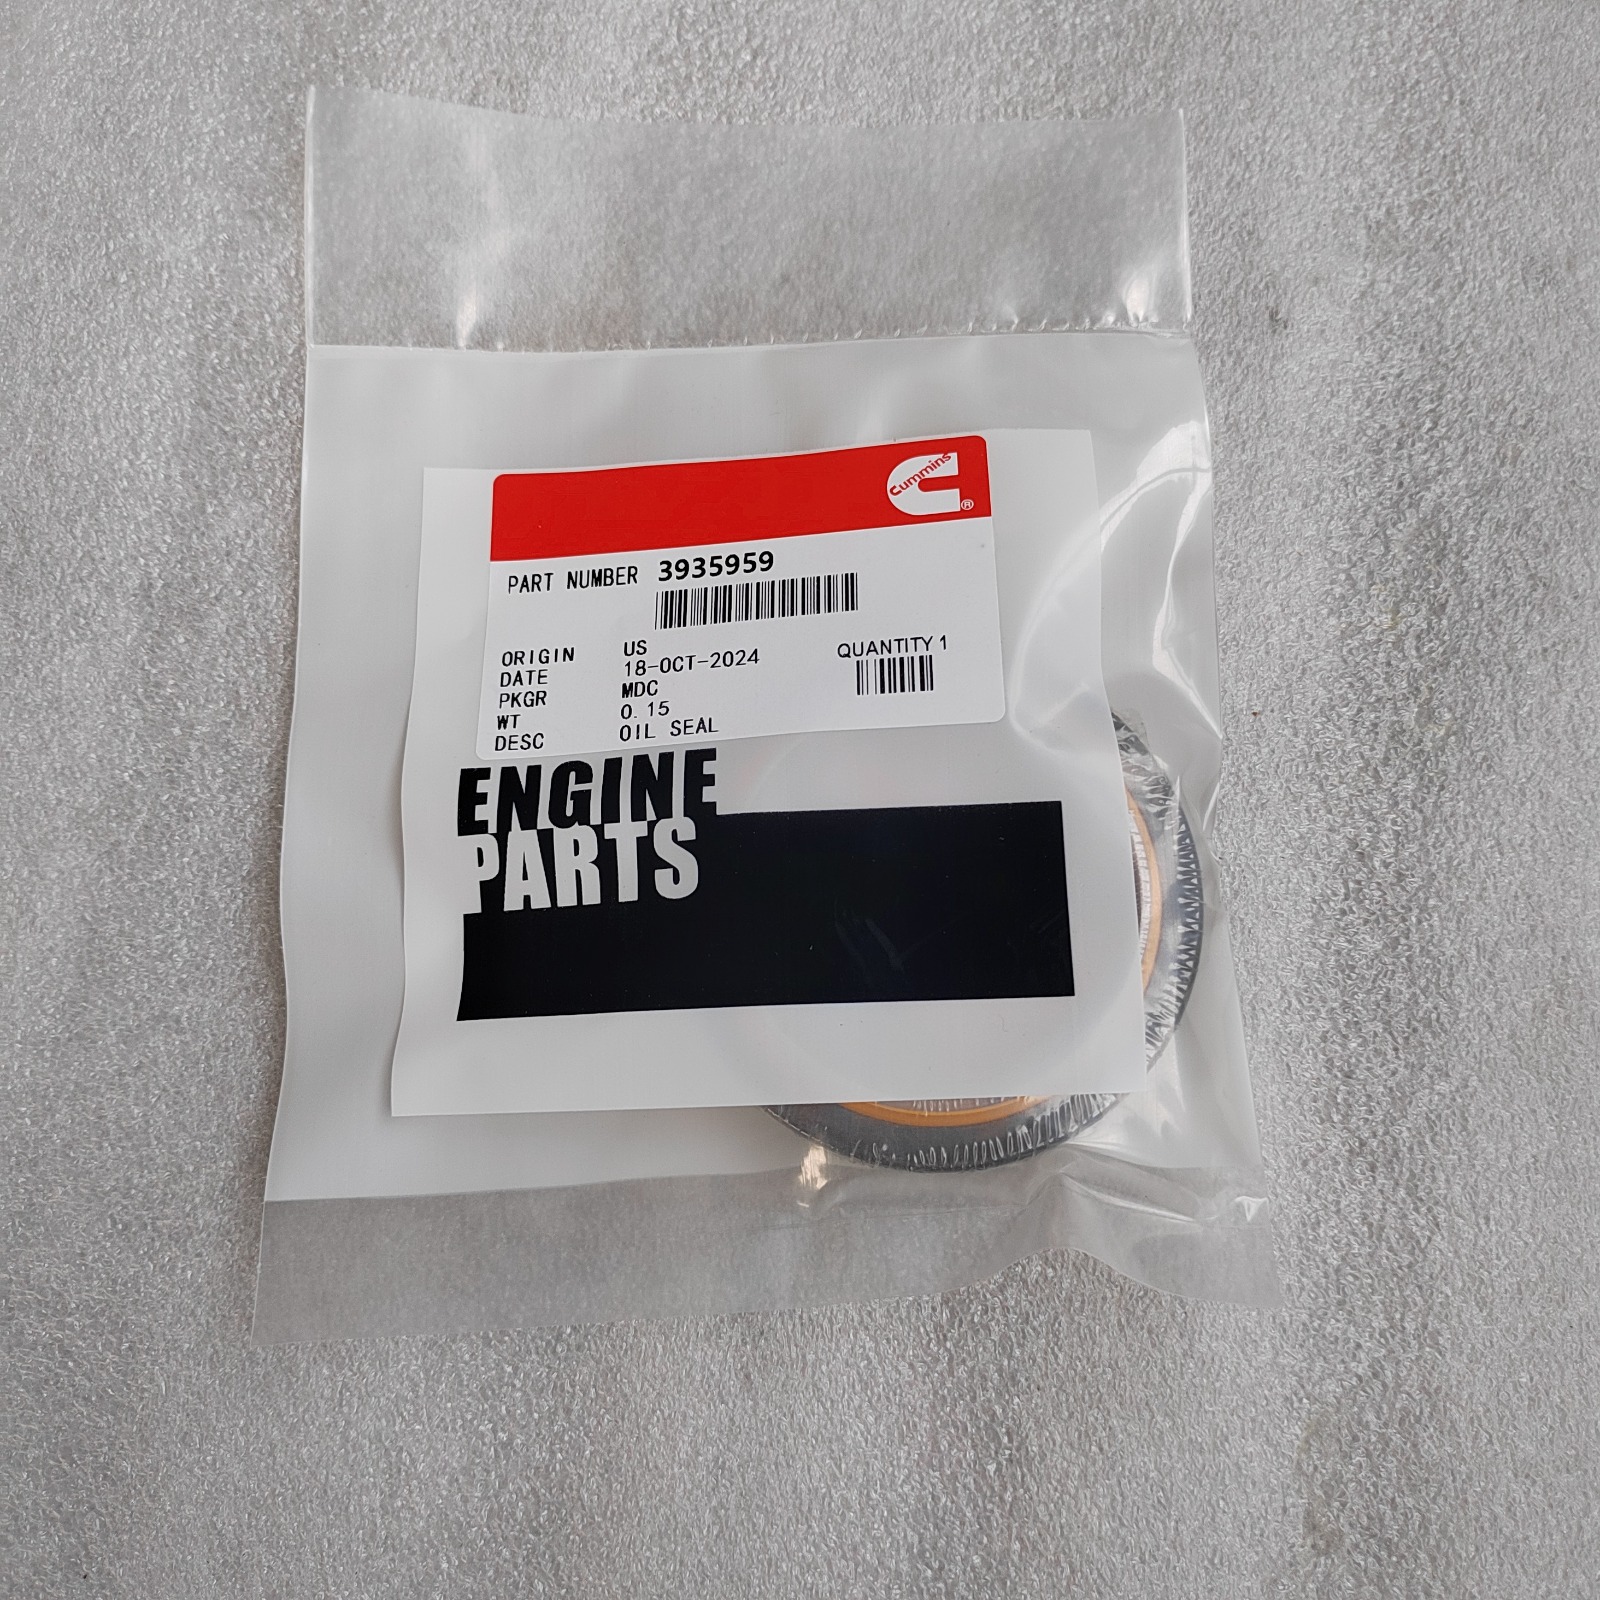 Cummins
®
PART NUMBER 3935959
ORIGIN US
DATE 18-OCT-2024
PKGR MDC
WT 0.15
DESC OIL SEAL
QUANTITY 1
ENGINE
PARTS